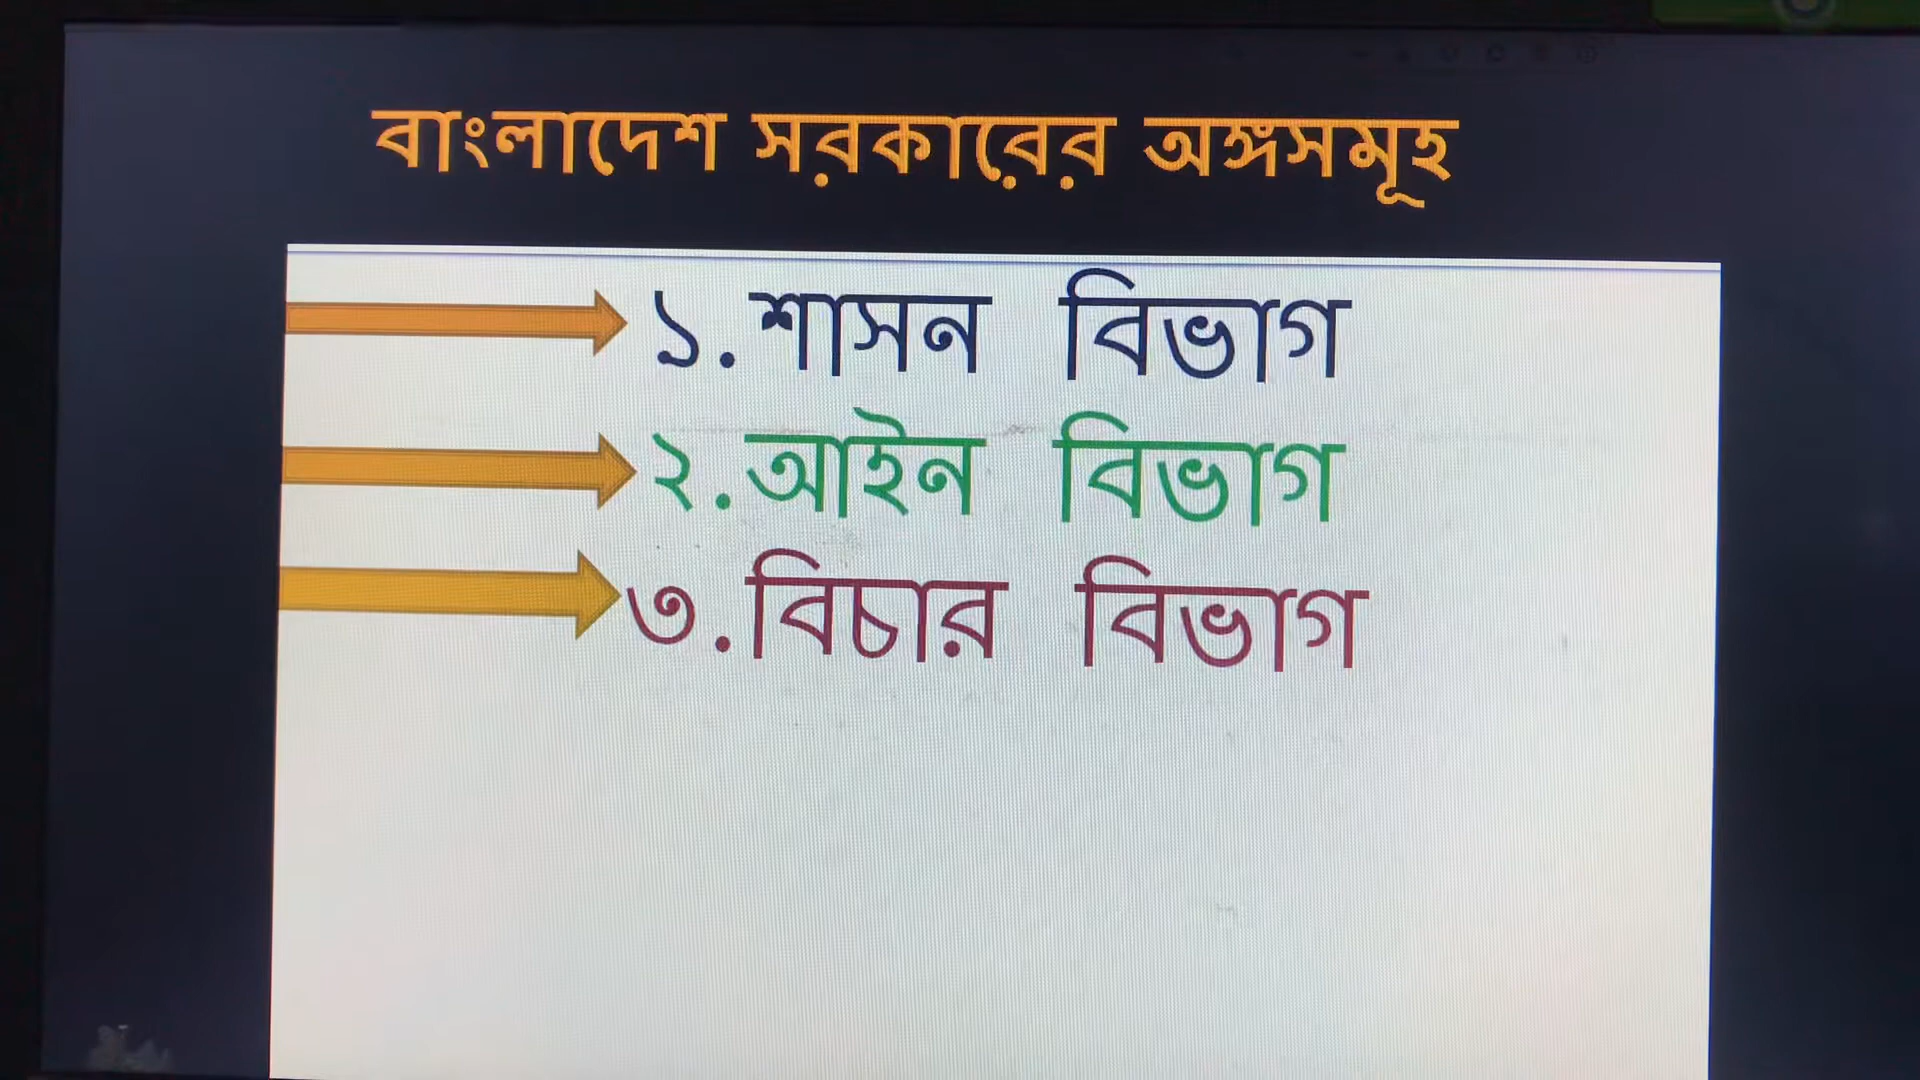 বাংলাদেশ সরকারের অঙ্গসমূহ
১.শাসন বিভাগ
২.আইন বিভাগ
৩.বিচার বিভাগ